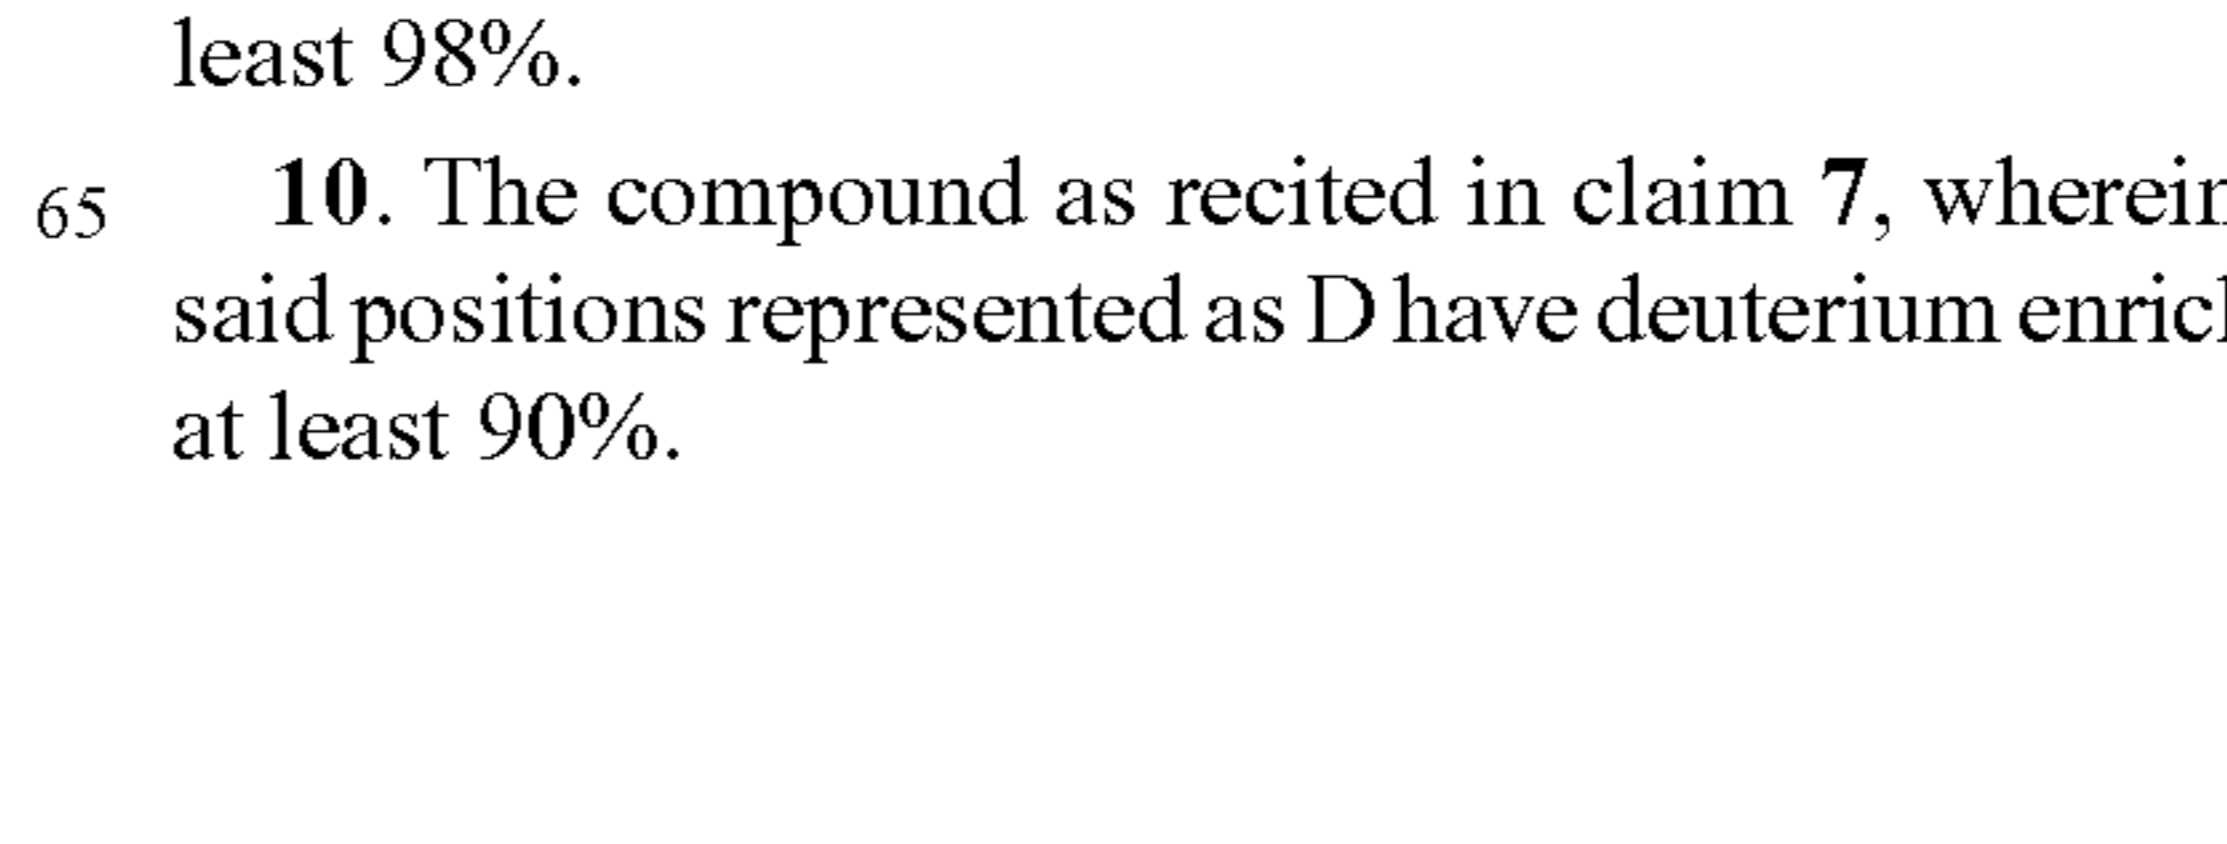 least 98%.
65 10. The compound as recited in claim 7, wherein
said positions represented as D have deuterium
at least 90%.